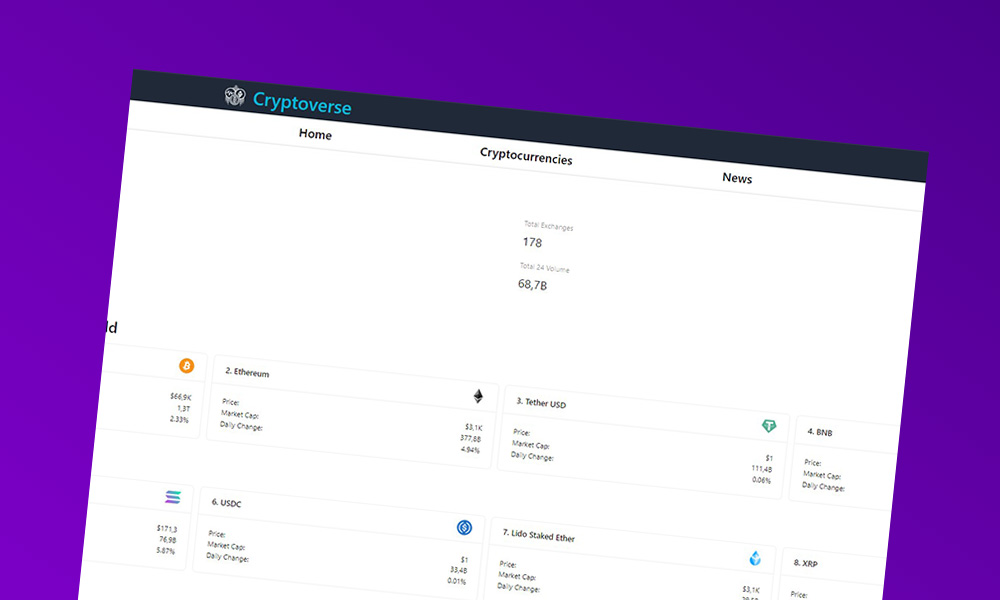 Cryptoverse
Home
Cryptocurrencies
News
Total Exchanges
178
Total 24 Volume
68,7B
ld
$66,9K
1,3T
2.33%
2. Ethereum
Price:
Market Cap:
Daily Change:
$3,1K
377,8B
4.94%
3. Tether USD
Price:
Market Cap:
Daily Change:
$1
111,4B
0.06%
4. BNB
Price:
Market Cap:
Daily Change:
$171,3
76,9B
5.87%
6. USDC
Price:
Market Cap:
Daily Change:
$1
33,4B
0.01%
7. Lido Staked Ether
Price:
Market Cap:
Daily Change:
$3,1K
8. XRP
Price: